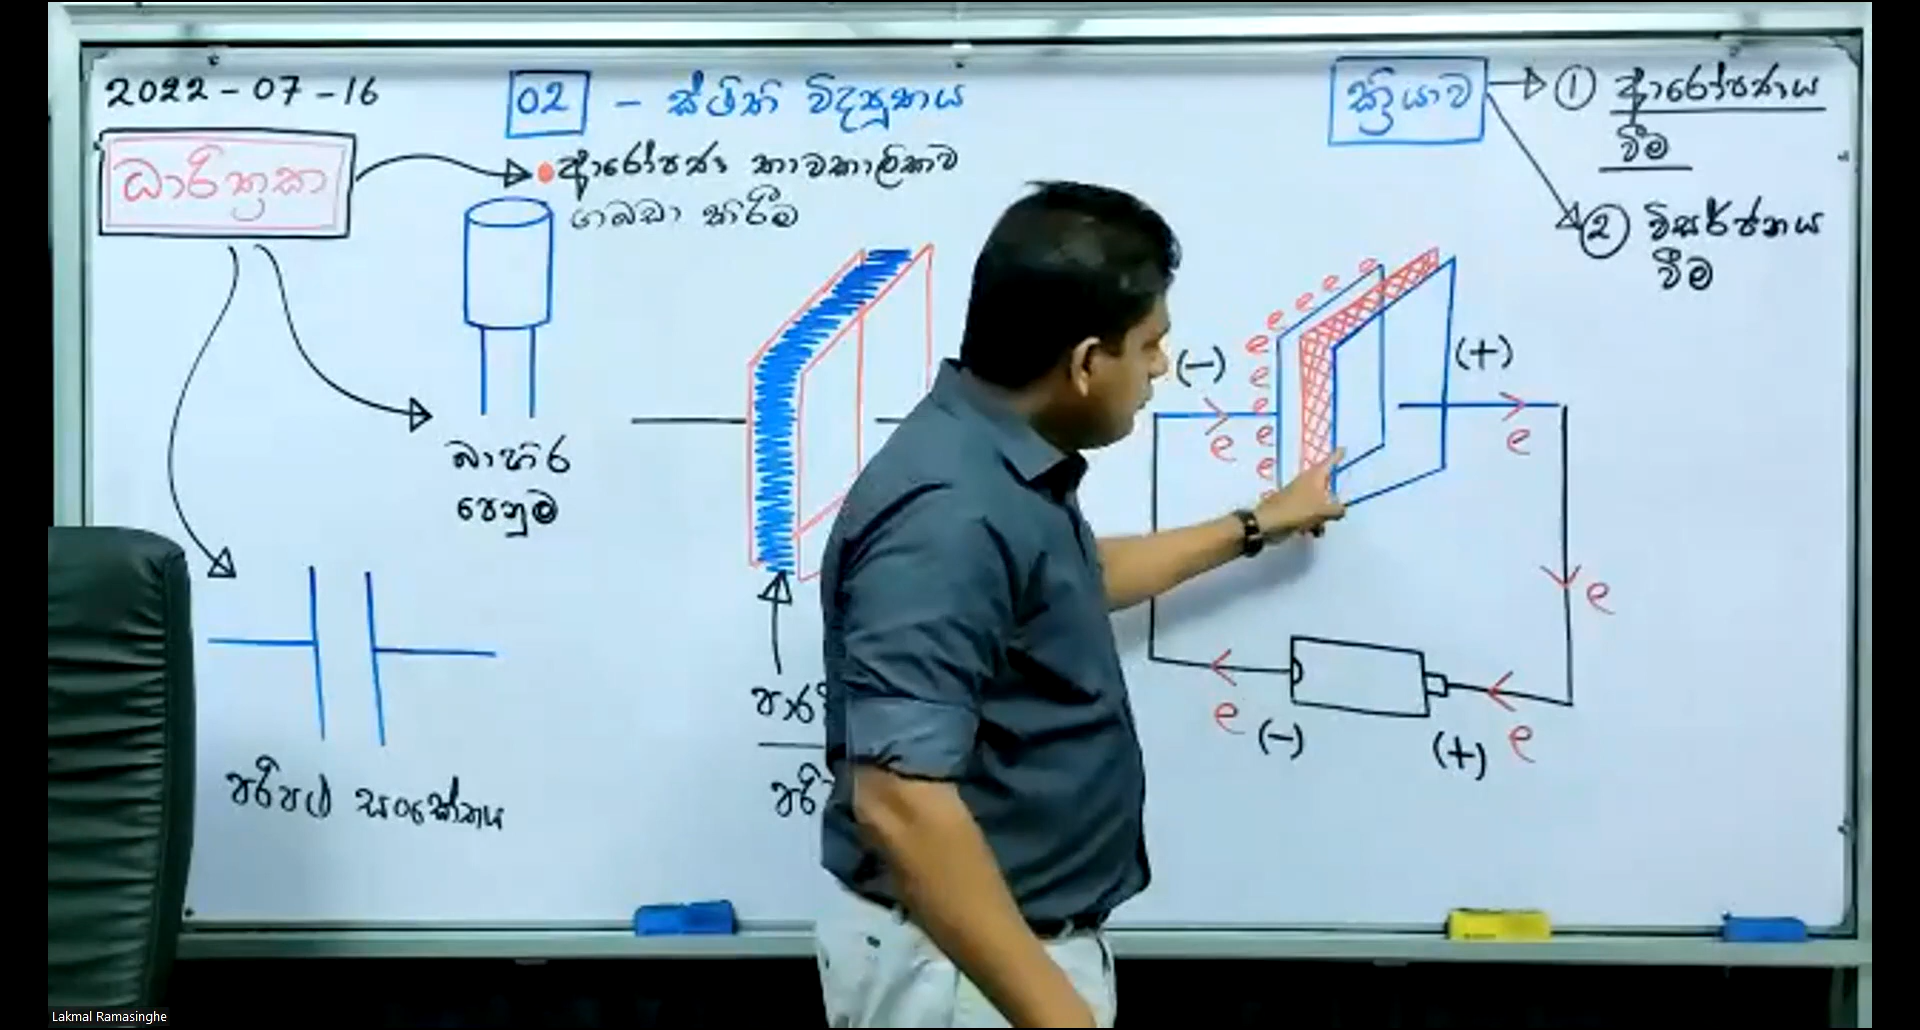 2022-07-16
02 - ස්ථිති විද්‍යුතය
ධාරිත්‍රක
ආරෝපණ තාවකාලිකව
ගබඩා කිරීම
බාහිර
පෙනුම
පරිපථ සංකේතය
පාර
පරි
ක්‍රියාව
1 ආරෝපණය
වීම
2 විසර්ජනය
වීම
(-)
(+)
e e e e e e e e e e
e
e
e
e
e
(-)
(+)
Lakmal Ramasinghe